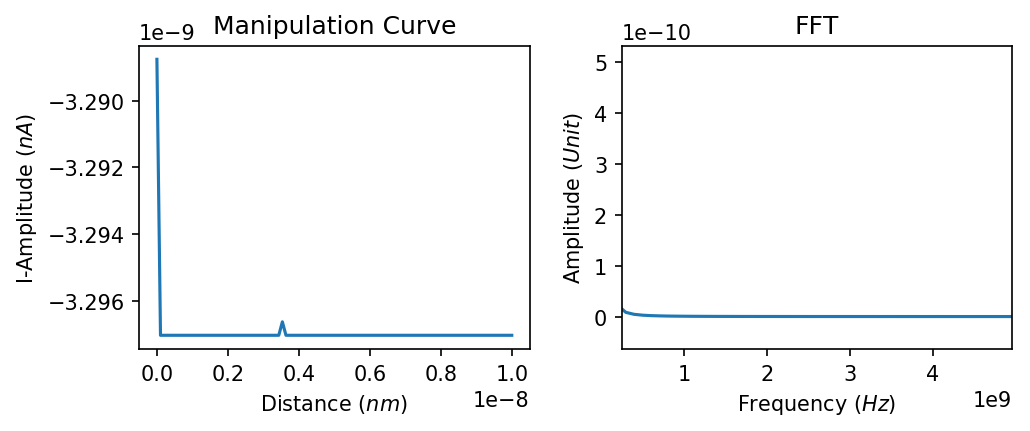 Manipulation Curve
1e−9
−3.290
−3.292
−3.294
−3.296
I-Amplitude (nA)
0.0 0.2 0.4 0.6 0.8 1.0
1e−8
Distance (nm)
FFT
1e−10
5
4
3
2
1
0
Amplitude (Unit)
1 2 3 4
1e9
Frequency (Hz)